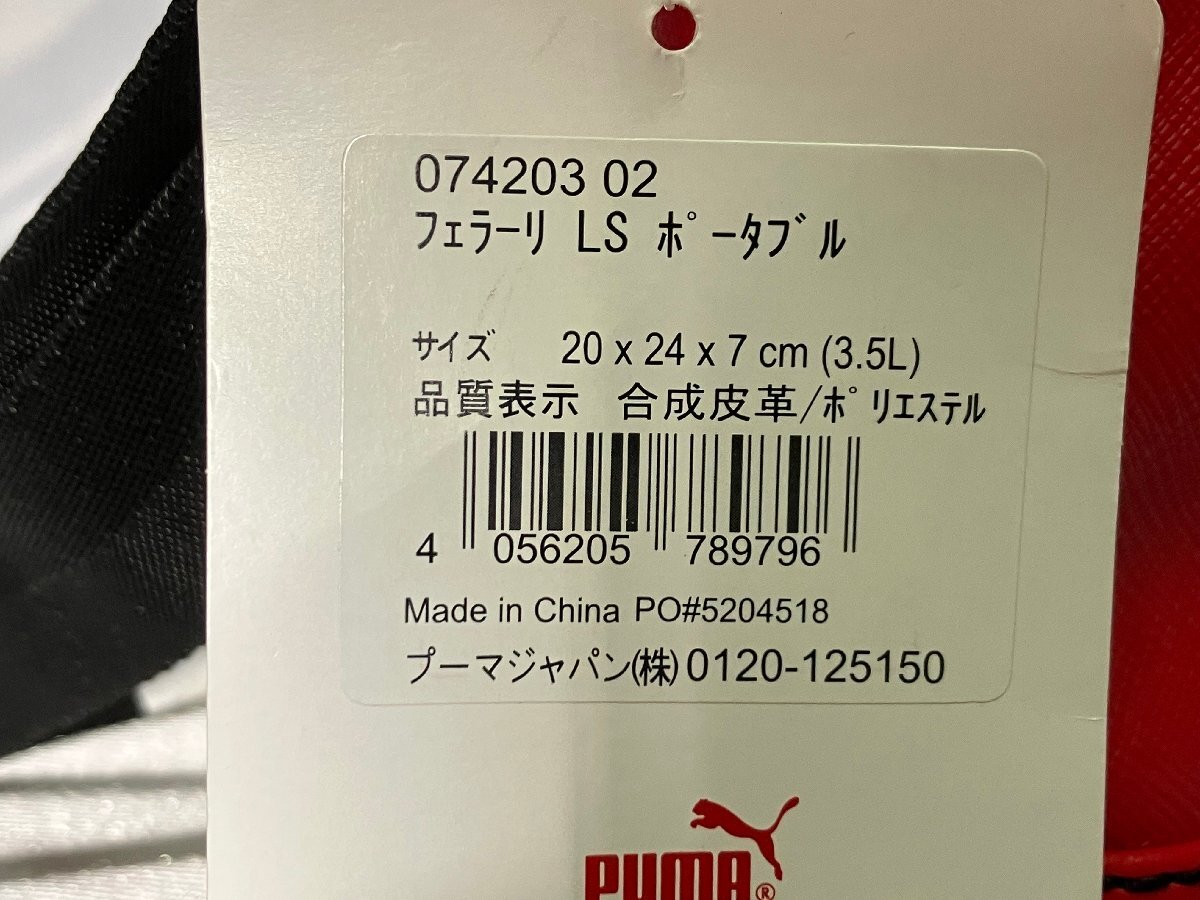 074203 02
フェラーリ LS ポータブル
サイズ 20 x 24 x 7 cm (3.5L)
品質表示 合成皮革/ポリエステル
4 056205 789796
Made in China PO#5204518
プーマジャパン(株) 0120-125150
PUMA®